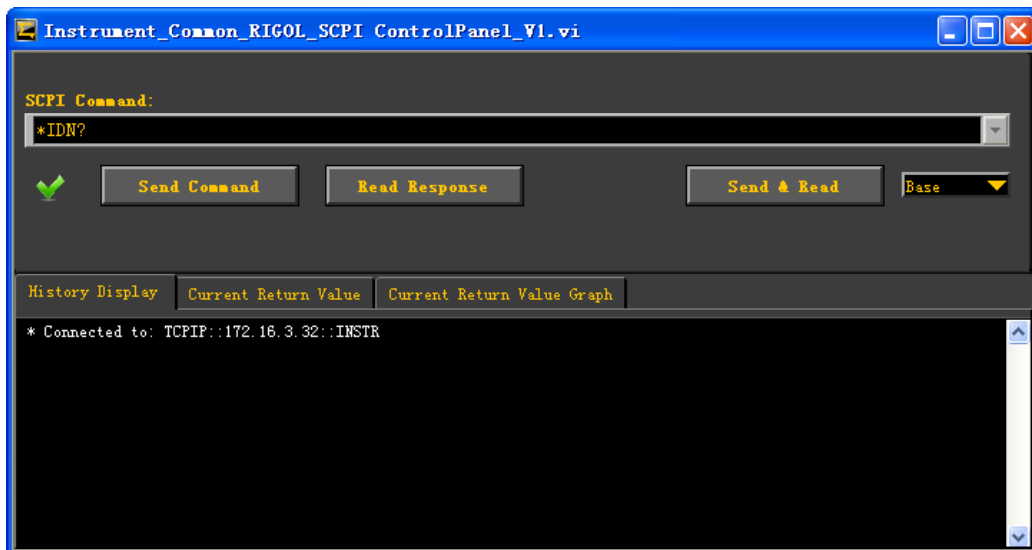 Instrument_Common_RIGOL_SCPI ControlPanel_V1.vi
SCPI Command:
*IDN?
Send Command Read Response Send & Read Base
History Display Current Return Value Current Return Value Graph
* Connected to: TCPIP::172.16.3.32::INSTR